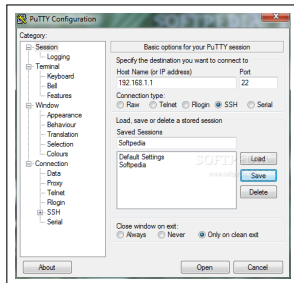 PuTTY Configuration
Category:
Session
Logging
Terminal
Keyboard
Bell
Features
Window
Appearance
Behaviour
Translation
Selection
Colours
Connection
Data
Proxy
Telnet
Rlogin
SSH
Serial
Basic options for your PuTTY session
Specify the destination you want to connect to
Host Name (or IP address) Port
192.168.1.1 22
Connection type:
Raw Telnet Rlogin SSH Serial
Load, save or delete a stored session
Saved Sessions
Softpedia
Default Settings
Softpedia
Load
Save
Delete
Close window on exit:
Always Never Only on clean exit
About Open Cancel